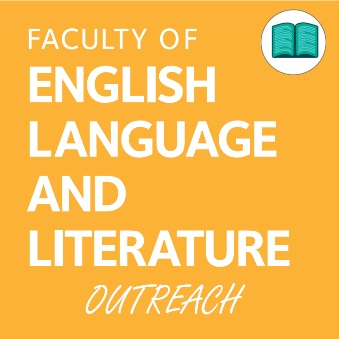 FACULTY OF
ENGLISH
LANGUAGE
AND
LITERATURE
OUTREACH